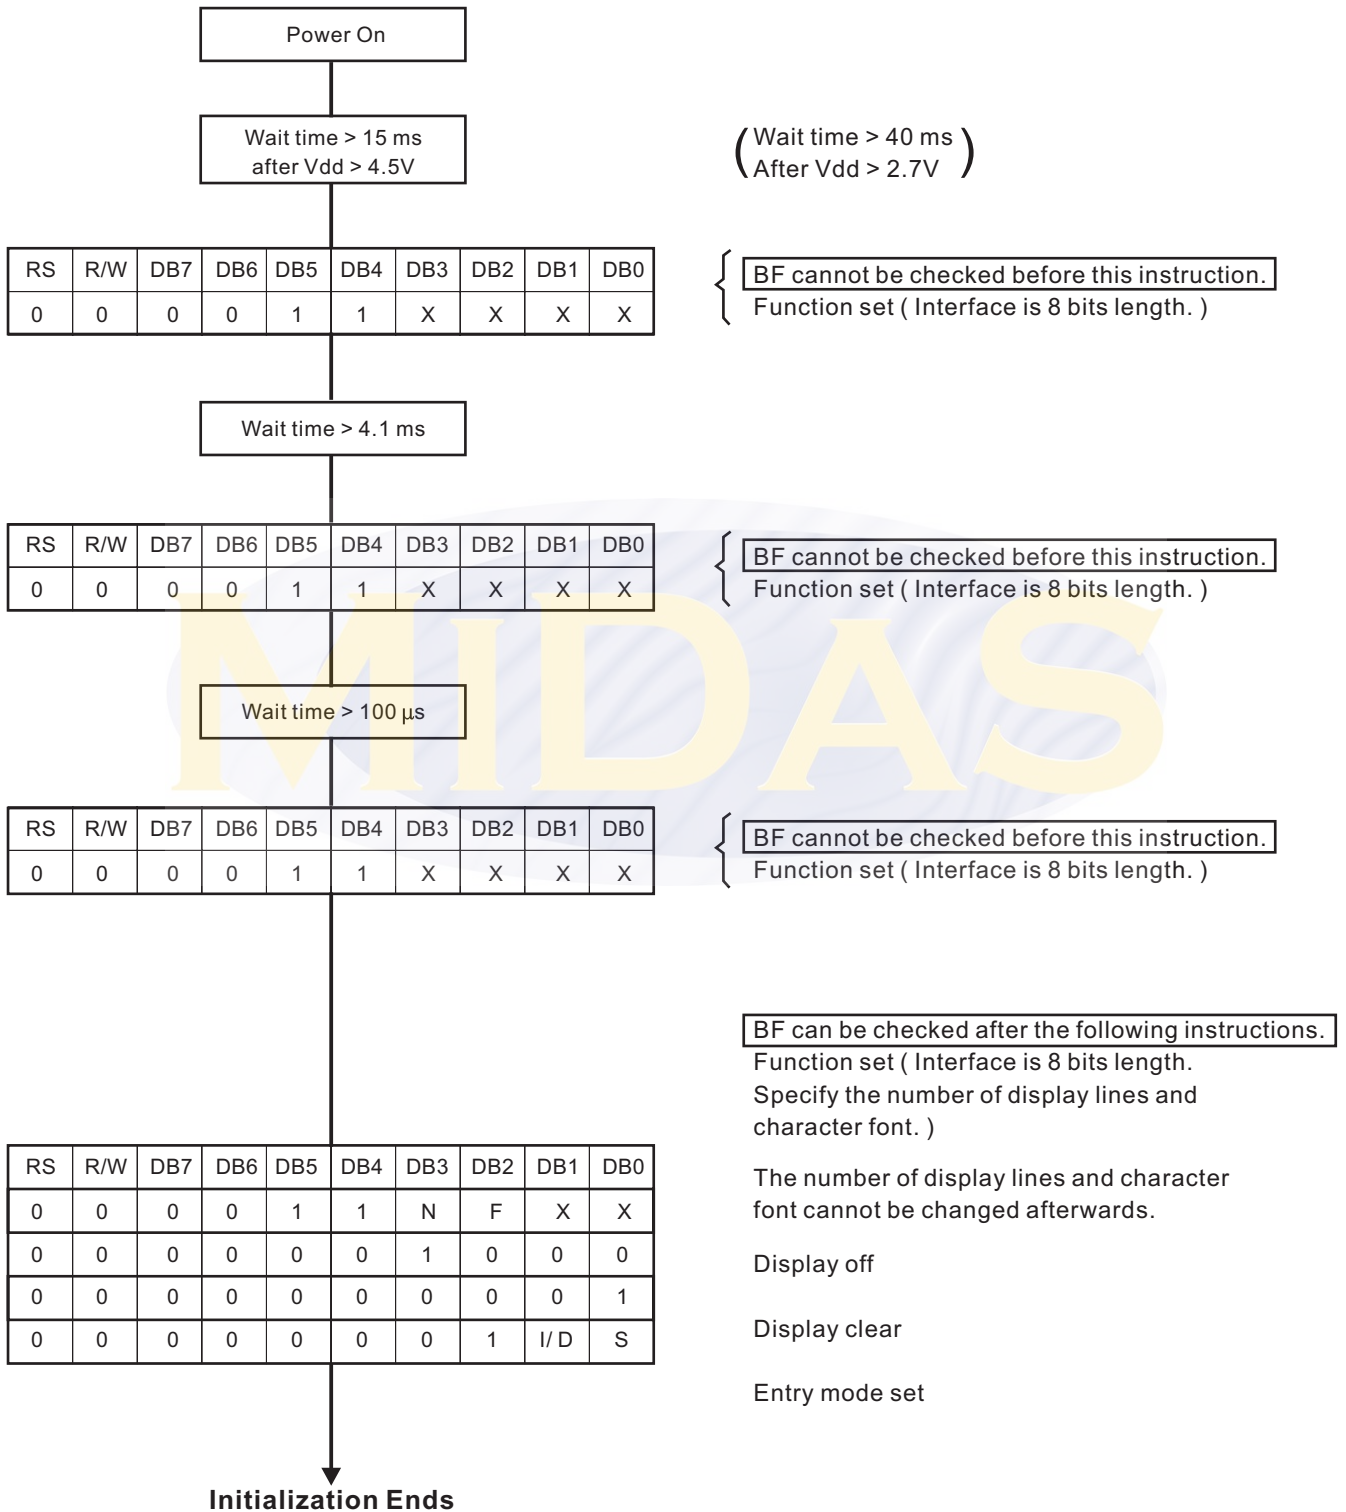 Power On
Wait time > 15 ms
after Vdd > 4.5V
(Wait time > 40 ms
After Vdd > 2.7V)
RS R/W DB7 DB6 DB5 DB4 DB3 DB2 DB1 DB0
0 0 0 0 1 1 X X X X
BF cannot be checked before this instruction.
Function set ( Interface is 8 bits length. )
Wait time > 4.1 ms
RS R/W DB7 DB6 DB5 DB4 DB3 DB2 DB1 DB0
0 0 0 0 1 1 X X X X
BF cannot be checked before this instruction.
Function set ( Interface is 8 bits length. )
MiDAS
Wait time > 100 µs
RS R/W DB7 DB6 DB5 DB4 DB3 DB2 DB1 DB0
0 0 0 0 1 1 X X X X
BF cannot be checked before this instruction.
Function set ( Interface is 8 bits length. )
BF can be checked after the following instructions.
Function set ( Interface is 8 bits length.
Specify the number of display lines and
character font. )
RS R/W DB7 DB6 DB5 DB4 DB3 DB2 DB1 DB0
0 0 0 0 1 1 N F X X
0 0 0 0 0 0 1 0 0 0
0 0 0 0 0 0 0 0 0 1
0 0 0 0 0 0 0 1 I/ D S
The number of display lines and character
font cannot be changed afterwards.
Display off
Display clear
Entry mode set
Initialization Ends